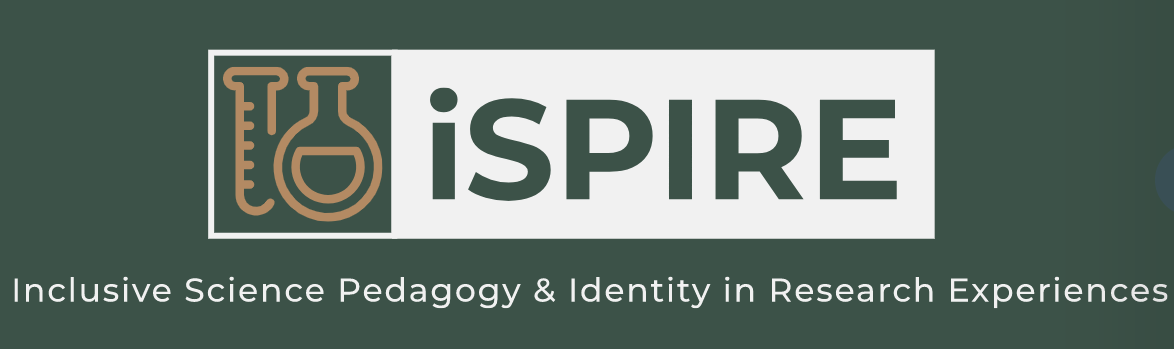 iSPIRE
Inclusive Science Pedagogy & Identity in Research Experiences